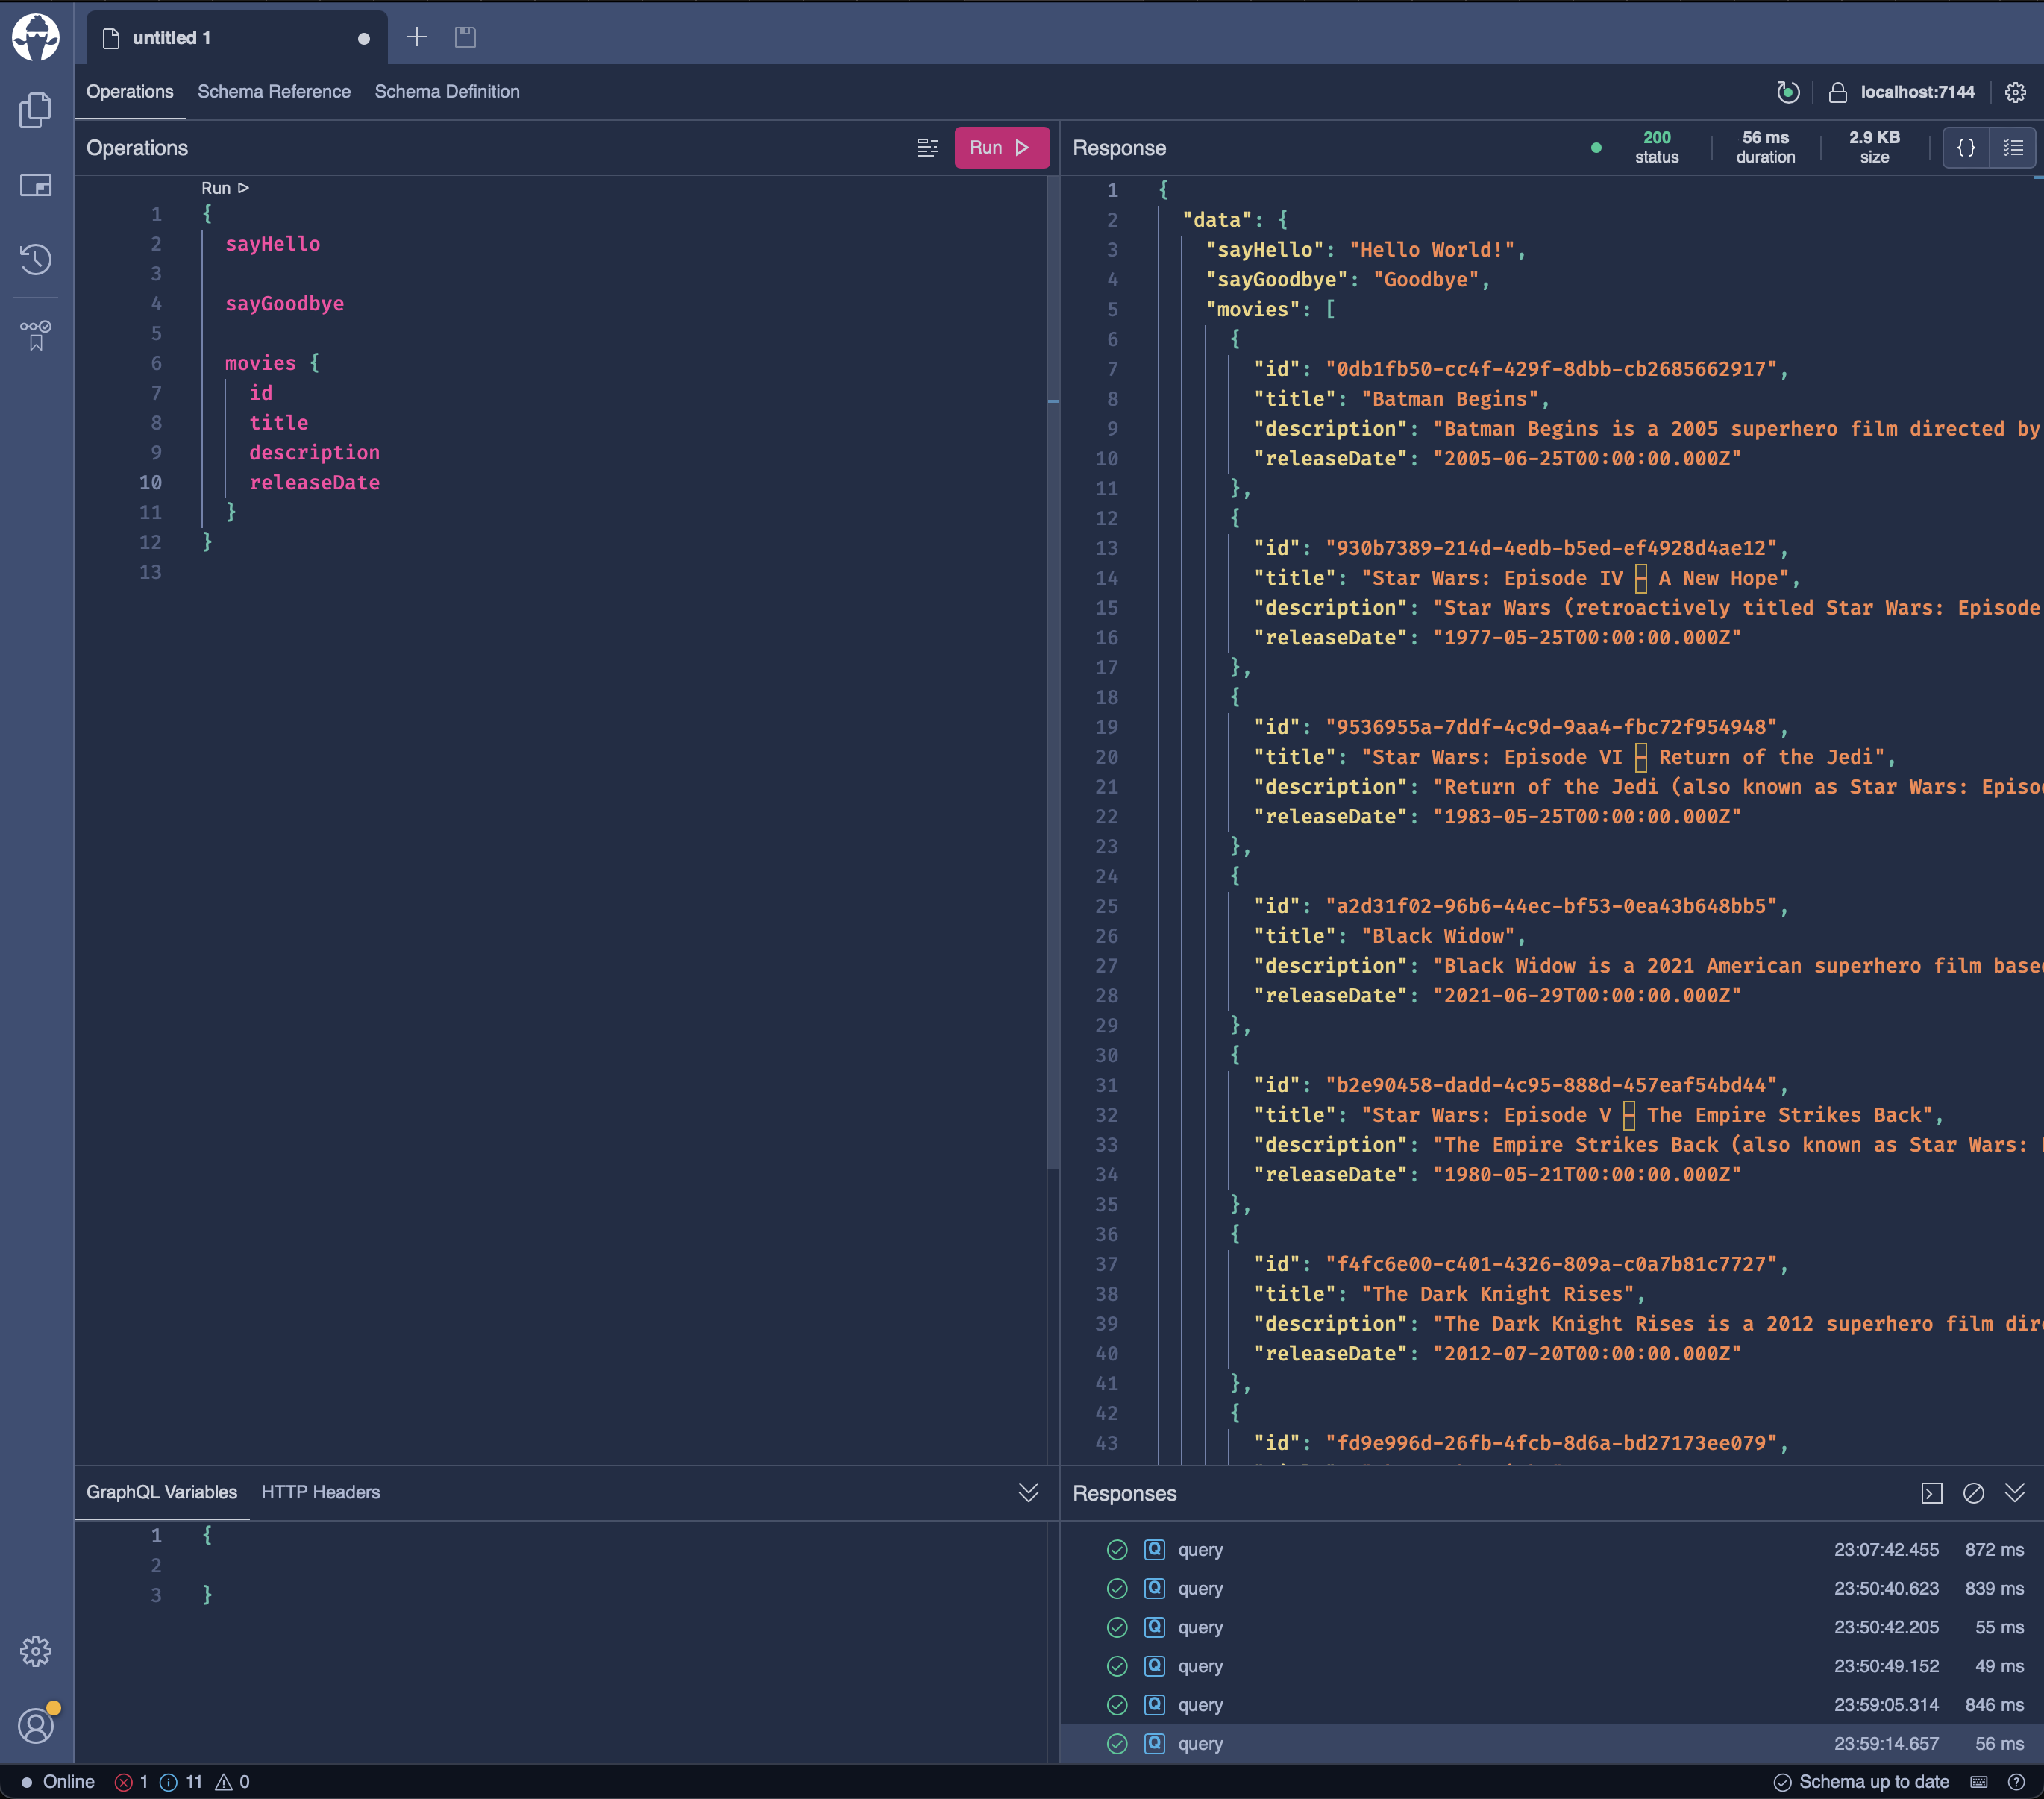 untitled 1
Operations Schema Reference Schema Definition
localhost:7144
Operations
Run
Response
200 status
56 ms duration
2.9 KB size
Run
1 {
2 sayHello
3
4 sayGoodbye
5
6 movies {
7 id
8 title
9 description
10 releaseDate
11 }
12 }
13
1 {
2 "data": {
3 "sayHello": "Hello World!",
4 "sayGoodbye": "Goodbye",
5 "movies": [
6 {
7 "id": "0db1fb50-cc4f-429f-8dbb-cb2685662917",
8 "title": "Batman Begins",
9 "description": "Batman Begins is a 2005 superhero film directed by
10 "releaseDate": "2005-06-25T00:00:00.000Z"
11 },
12 {
13 "id": "930b7389-214d-4edb-b5ed-ef4928d4ae12",
14 "title": "Star Wars: Episode IV – A New Hope",
15 "description": "Star Wars (retroactively titled Star Wars: Episode
16 "releaseDate": "1977-05-25T00:00:00.000Z"
17 },
18 {
19 "id": "9536955a-7ddf-4c9d-9aa4-fbc72f954948",
20 "title": "Star Wars: Episode VI – Return of the Jedi",
21 "description": "Return of the Jedi (also known as Star Wars: Episo
22 "releaseDate": "1983-05-25T00:00:00.000Z"
23 },
24 {
25 "id": "a2d31f02-96b6-44ec-bf53-0ea43b648bb5",
26 "title": "Black Widow",
27 "description": "Black Widow is a 2021 American superhero film base
28 "releaseDate": "2021-06-29T00:00:00.000Z"
29 },
30 {
31 "id": "b2e90458-dadd-4c95-888d-457eaf54bd44",
32 "title": "Star Wars: Episode V – The Empire Strikes Back",
33 "description": "The Empire Strikes Back (also known as Star Wars:
34 "releaseDate": "1980-05-21T00:00:00.000Z"
35 },
36 {
37 "id": "f4fc6e00-c401-4326-809a-c0a7b81c7727",
38 "title": "The Dark Knight Rises",
39 "description": "The Dark Knight Rises is a 2012 superhero film dir
40 "releaseDate": "2012-07-20T00:00:00.000Z"
41 },
42 {
43 "id": "fd9e996d-26fb-4fcb-8d6a-bd27173ee079",
GraphQL Variables HTTP Headers
1 {
2
3 }
Responses
Q query 23:07:42.455 872 ms
Q query 23:50:40.623 839 ms
Q query 23:50:42.205 55 ms
Q query 23:50:49.152 49 ms
Q query 23:59:05.314 846 ms
Q query 23:59:14.657 56 ms
Online 1 11 0
Schema up to date